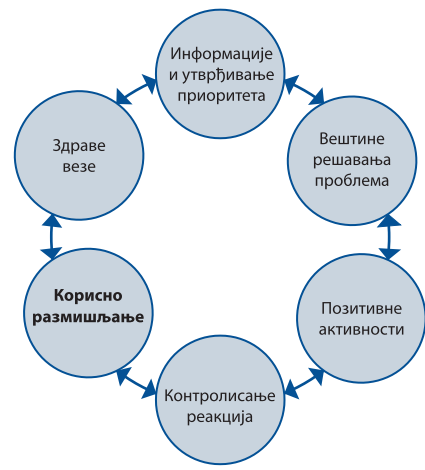 Информације
и утврђивање
приоритета
Вештине
решавања
проблема
Позитивне
активности
Контролисање
реакција
Корисно
размишљање
Здраве
везе